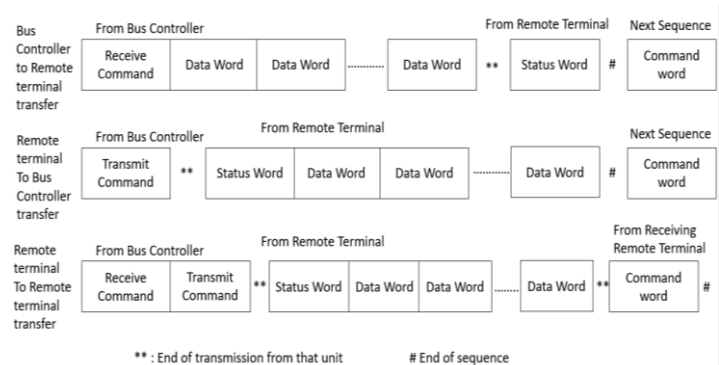 Bus
Controller
to Remote
terminal
transfer
From Bus Controller
From Remote Terminal
Next Sequence
Receive
Command
Data Word
Data Word
............
Data Word
**
Status Word
#
Command
word
Remote
terminal
To Bus
Controller
transfer
From Bus Controller
From Remote Terminal
Next Sequence
Transmit
Command
**
Status Word
Data Word
Data Word
............
Data Word
#
Command
word
Remote
terminal
To Remote
terminal
transfer
From Bus Controller
From Remote Terminal
From Receiving
Remote Terminal
Receive
Command
Transmit
Command
**
Status Word
Data Word
Data Word
........
Data Word
**
Command
word
#
** : End of transmission from that unit
# End of sequence